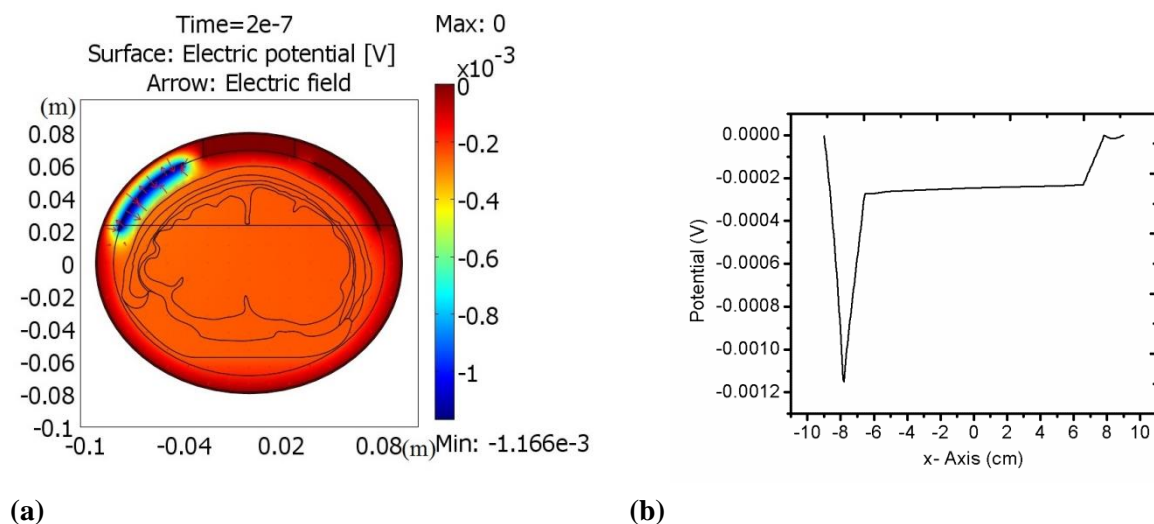 Time=2e-7
Surface: Electric potential [V]
Arrow: Electric field
Max: 0
×10⁻³
(m)
0.08
0.06
0.04
0.02
0
-0.02
-0.04
-0.06
-0.08
-0.1
-0.1 -0.04 0.02 0.08 (m)
0
-0.2
-0.4
-0.6
-0.8
-1
Min: -1.166e-3
(a)
Potential (V)
0.0000
-0.0002
-0.0004
-0.0006
-0.0008
-0.0010
-0.0012
-10 -8 -6 -4 -2 0 2 4 6 8 10
x- Axis (cm)
(b)